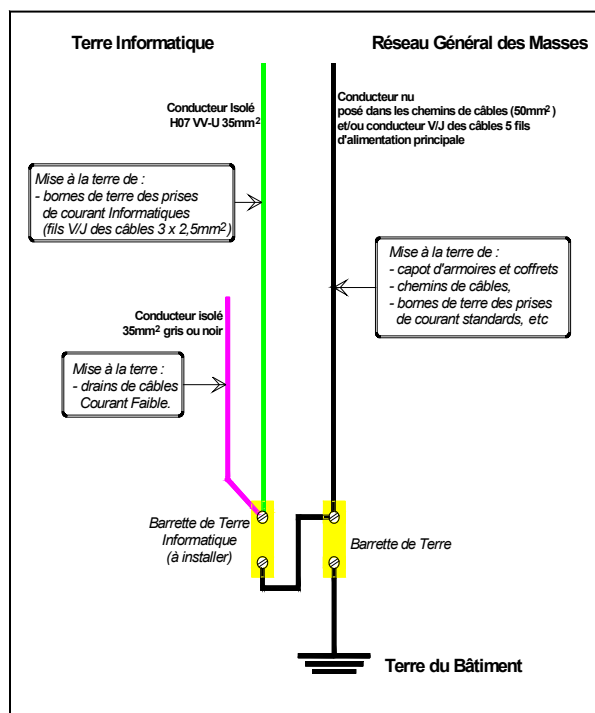 Terre Informatique
Réseau Général des Masses
Conducteur Isolé
H07 VV-U 35mm²
Conducteur nu
posé dans les chemins de câbles (50mm²)
et/ou conducteur V/J des câbles 5 fils
d'alimentation principale
Mise à la terre de :
- bornes de terre des prises
de courant Informatiques
(fils V/J des câbles 3 x 2,5mm²)
Mise à la terre de :
- capot d'armoires et coffrets
- chemins de câbles,
- bornes de terre des prises
de courant standards, etc
Conducteur isolé
35mm² gris ou noir
Mise à la terre :
- drains de câbles
Courant Faible.
Barrette de Terre
Informatique
(à installer)
Barrette de Terre
Terre du Bâtiment